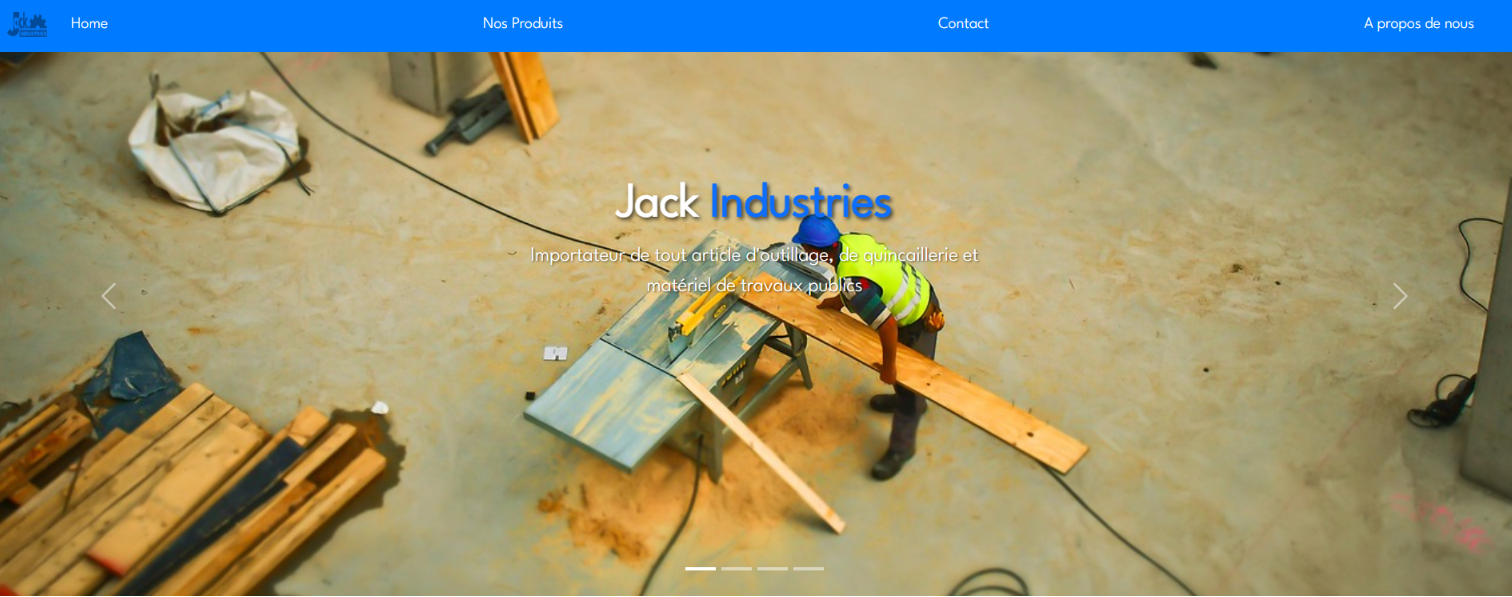 Jack
Home
Nos Produits
Contact
A propos de nous
Jack Industries
Importateur de tout article d'outillage, de quincaillerie et
matériel de travaux publics